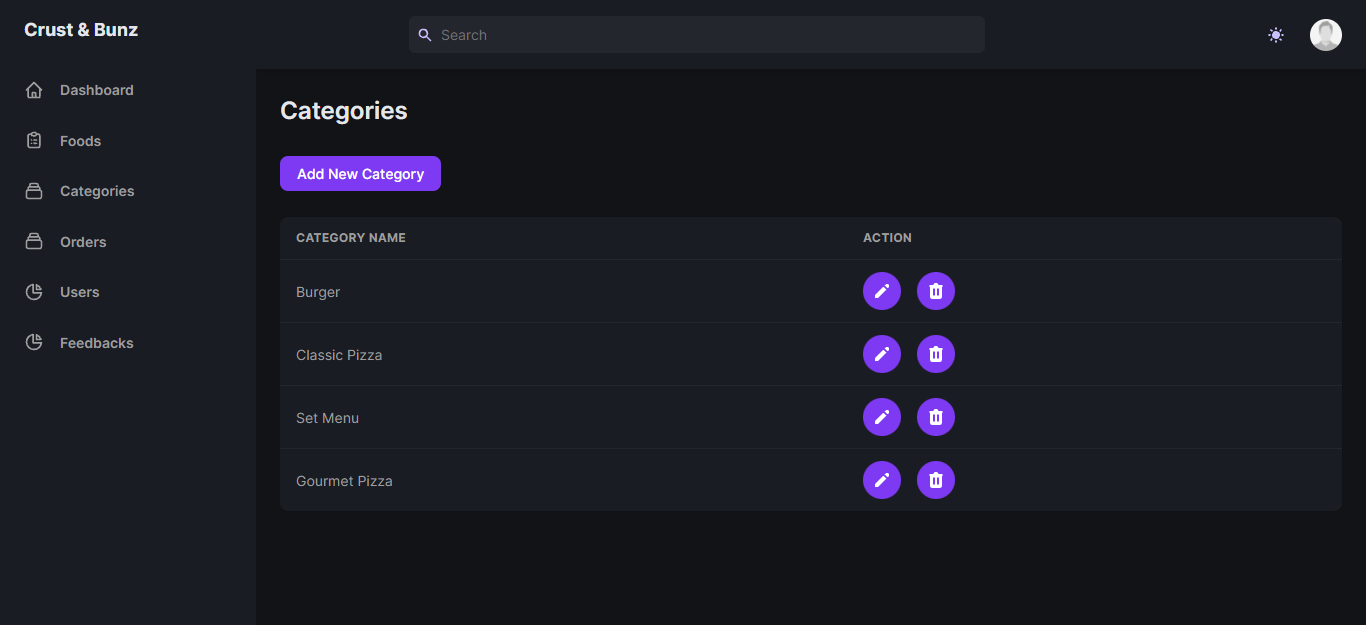 Crust & Bunz
Search
Dashboard
Foods
Categories
Orders
Users
Feedbacks
Categories
Add New Category
CATEGORY NAME ACTION
Burger
Classic Pizza
Set Menu
Gourmet Pizza